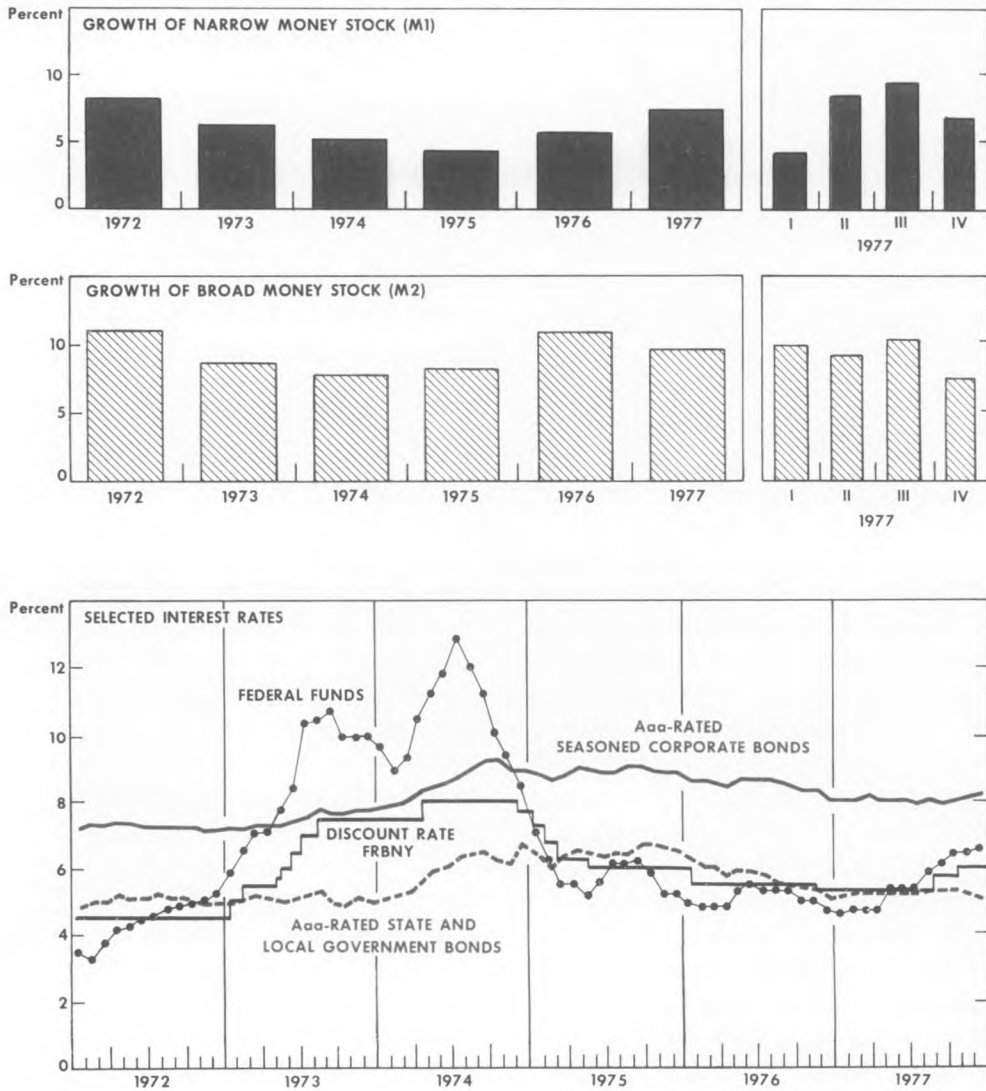 Percent
GROWTH OF NARROW MONEY STOCK (M1)
10
5
0
1972 1973 1974 1975 1976 1977
I II III IV
1977
Percent
GROWTH OF BROAD MONEY STOCK (M2)
10
5
0
1972 1973 1974 1975 1976 1977
I II III IV
1977
Percent
SELECTED INTEREST RATES
12
FEDERAL FUNDS
Aaa-RATED
SEASONED CORPORATE BONDS
10
8
DISCOUNT RATE
FRBNY
6
Aaa-RATED STATE AND
LOCAL GOVERNMENT BONDS
4
2
0
1972 1973 1974 1975 1976 1977